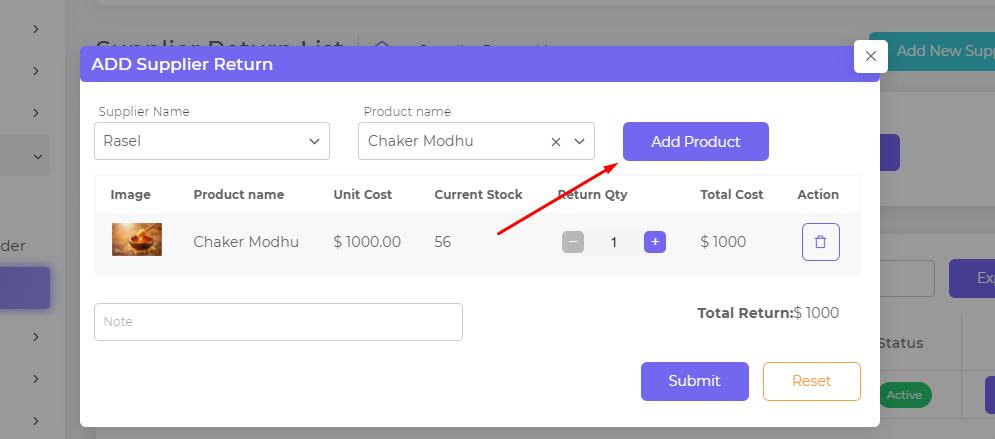 Supplier Return List
Add New Supp
ADD Supplier Return
Supplier Name
Product name
Rasel
Chaker Modhu
Add Product
Image Product name Unit Cost Current Stock Return Qty Total Cost Action
Chaker Modhu $ 1000.00 56 1 $ 1000
der
Exp
Note
Total Return:$ 1000
Status
Submit
Reset
Active